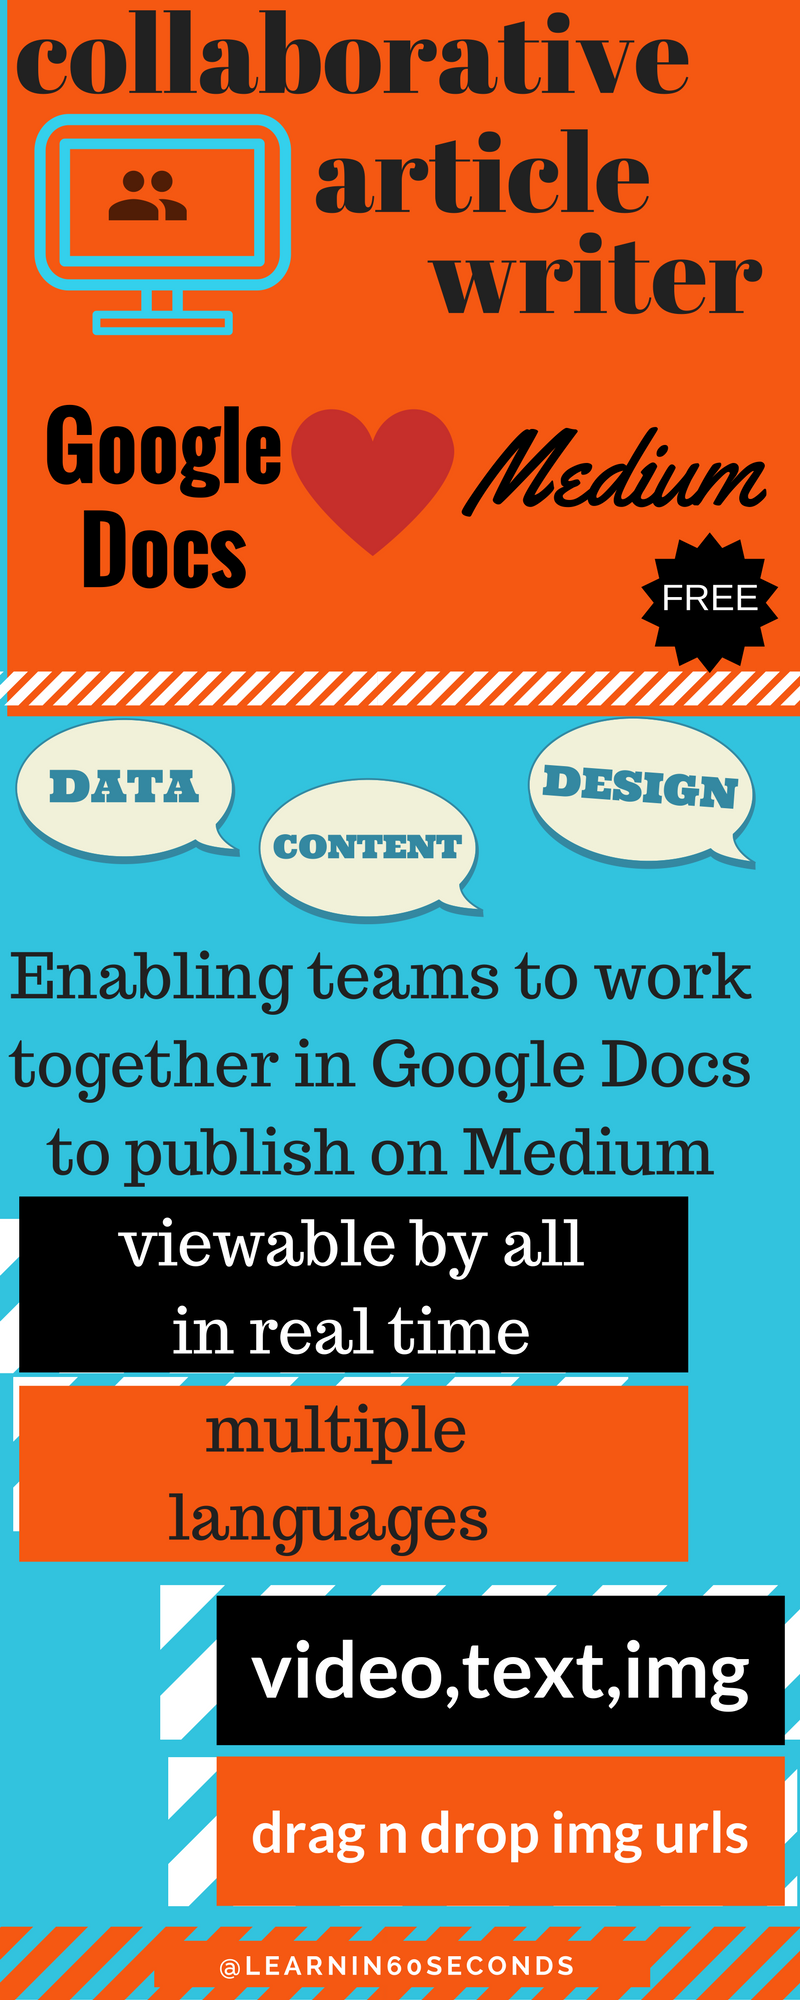 collaborative
article
writer
Google
Docs
Medium
FREE
DATA
CONTENT
DESIGN
Enabling teams to work
together in Google Docs
to publish on Medium
viewable by all
in real time
multiple
languages
video,text,img
drag n drop img urls
@LEARNIN60SECONDS